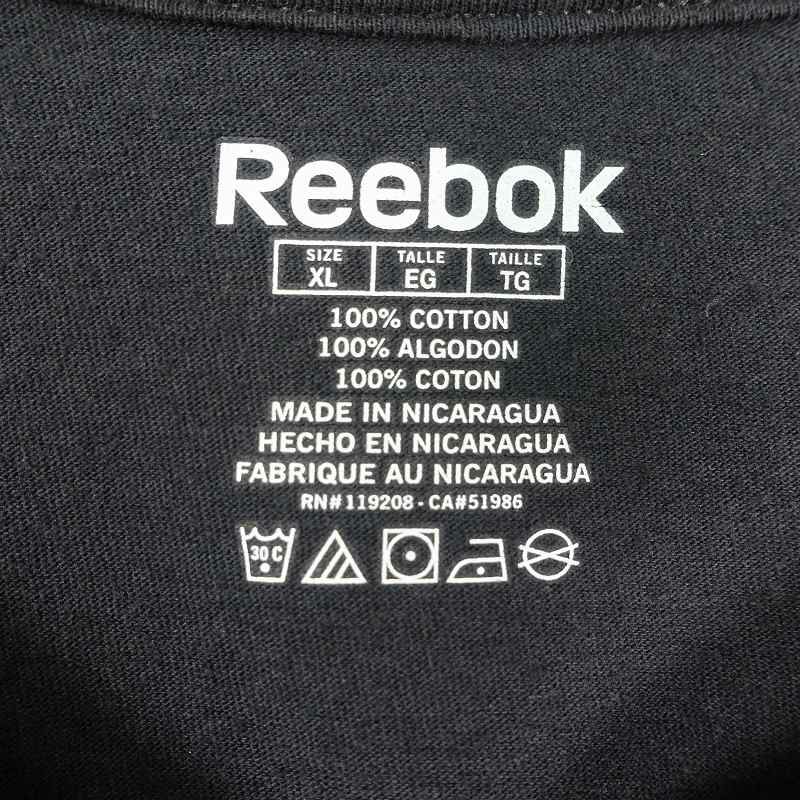 Reebok
SIZE TALLE TAILLE
XL EG TG
100% COTTON
100% ALGODON
100% COTON
MADE IN NICARAGUA
HECHO EN NICARAGUA
FABRIQUE AU NICARAGUA
RN#119208 - CA#51986
30 C